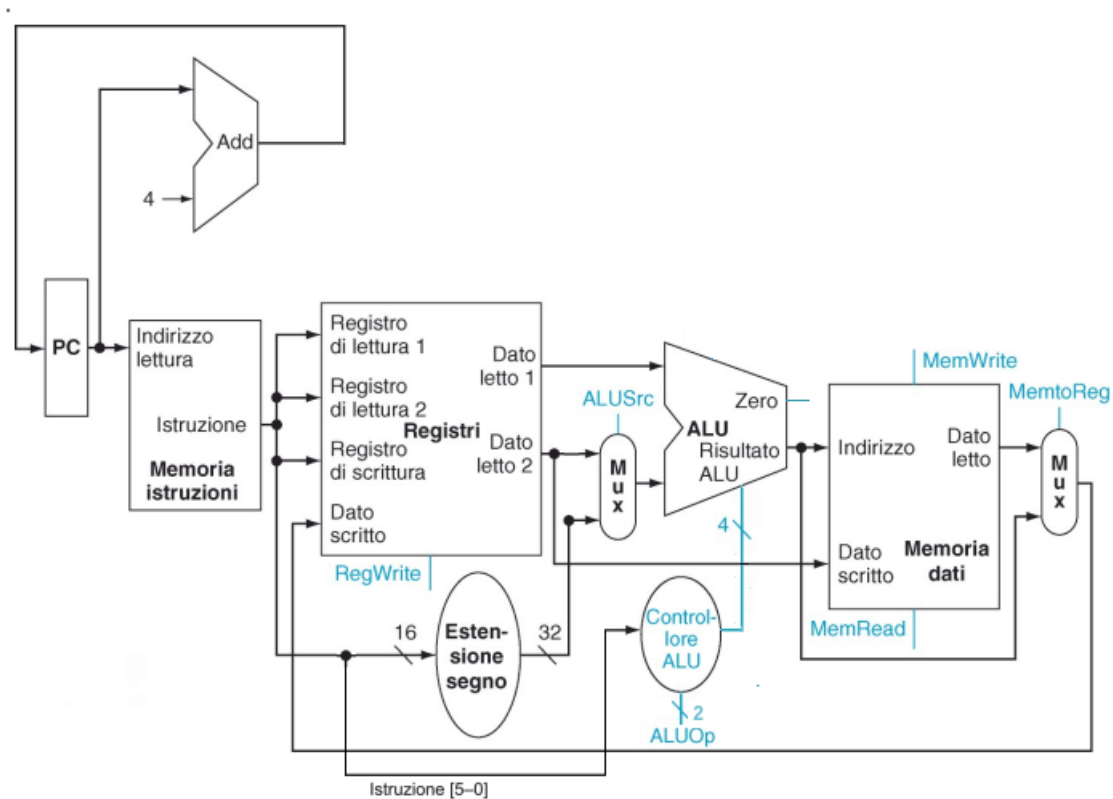 Add
4
PC
Indirizzo
lettura
Istruzione
Memoria
istruzioni
Registro
di lettura 1
Registro
di lettura 2
Registro
di scrittura
Dato
scritto
Registri
Dato
letto 1
Dato
letto 2
RegWrite
16
Esten-
sione
segno
32
ALUSrc
Mux
ALU
Zero
Risultato
ALU
4
Control-
lore
ALU
2
ALUOp
MemWrite
Indirizzo
Dato
letto
Dato
scritto
Memoria
dati
MemRead
MemtoReg
Mux
Istruzione [5–0]